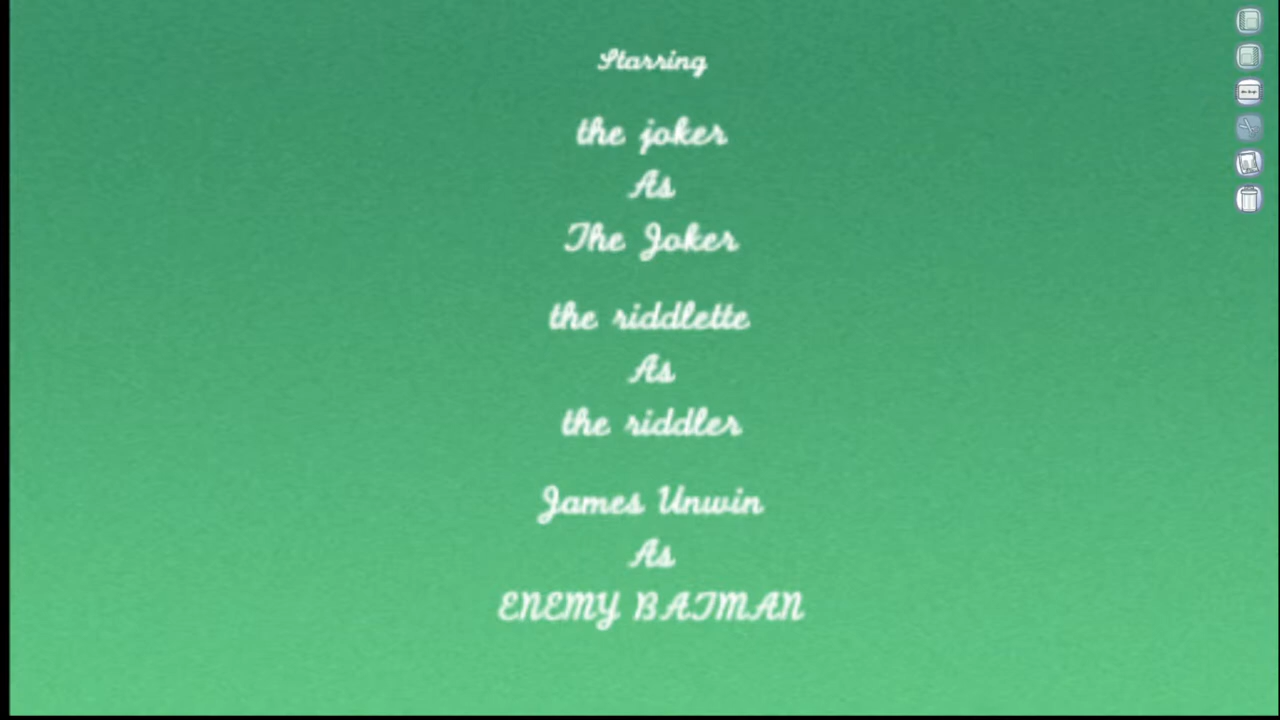 Starring
the joker
As
The Joker
the riddlette
As
the riddler
James Unwin
As
ENEMY BATMAN